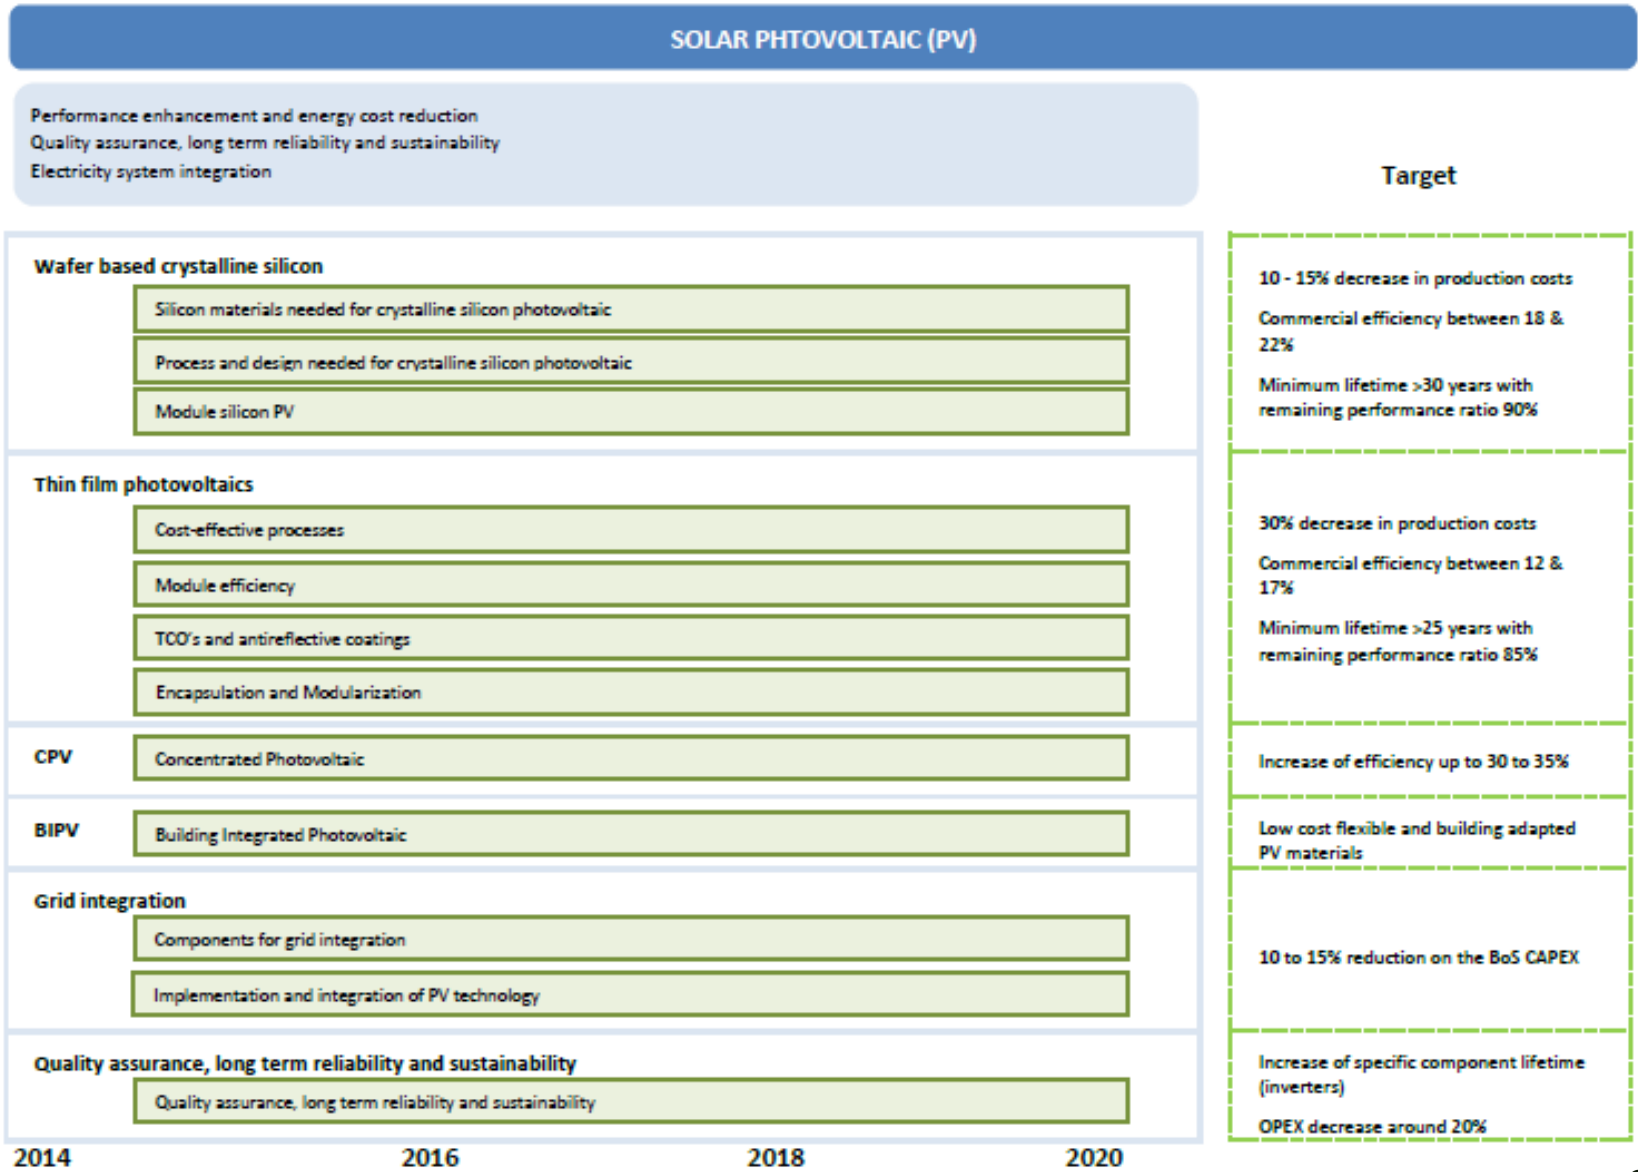 SOLAR PHTOVOLTAIC (PV)
Performance enhancement and energy cost reduction
Quality assurance, long term reliability and sustainability
Electricity system integration
Target
Wafer based crystalline silicon
Silicon materials needed for crystalline silicon photovoltaic
Process and design needed for crystalline silicon photovoltaic
Module silicon PV
10 - 15% decrease in production costs
Commercial efficiency between 18 &
22%
Minimum lifetime >30 years with
remaining performance ratio 90%
Thin film photovoltaics
Cost-effective processes
Module efficiency
TCO's and antireflective coatings
Encapsulation and Modularization
30% decrease in production costs
Commercial efficiency between 12 &
17%
Minimum lifetime >25 years with
remaining performance ratio 85%
CPV
Concentrated Photovoltaic
Increase of efficiency up to 30 to 35%
BIPV
Building Integrated Photovoltaic
Low cost flexible and building adapted
PV materials
Grid integration
Components for grid integration
Implementation and integration of PV technology
10 to 15% reduction on the BoS CAPEX
Quality assurance, long term reliability and sustainability
Quality assurance, long term reliability and sustainability
Increase of specific component lifetime
(inverters)
OPEX decrease around 20%
2014 2016 2018 2020